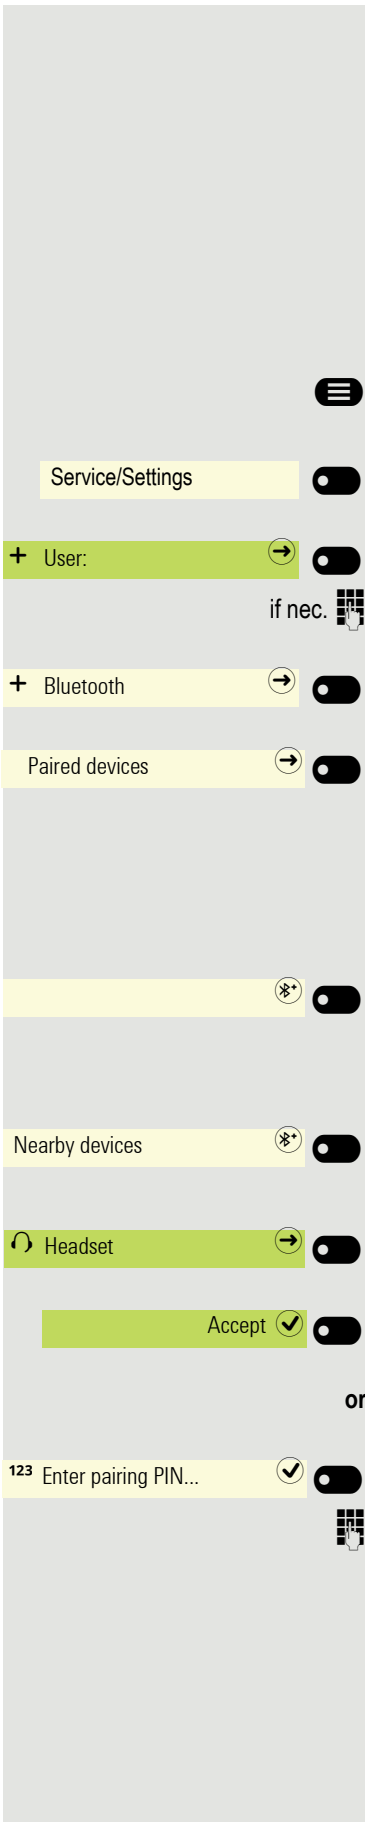 Service/Settings
+ User:
if nec.
+ Bluetooth
Paired devices
Nearby devices
Headset
Accept
or
123 Enter pairing PIN...